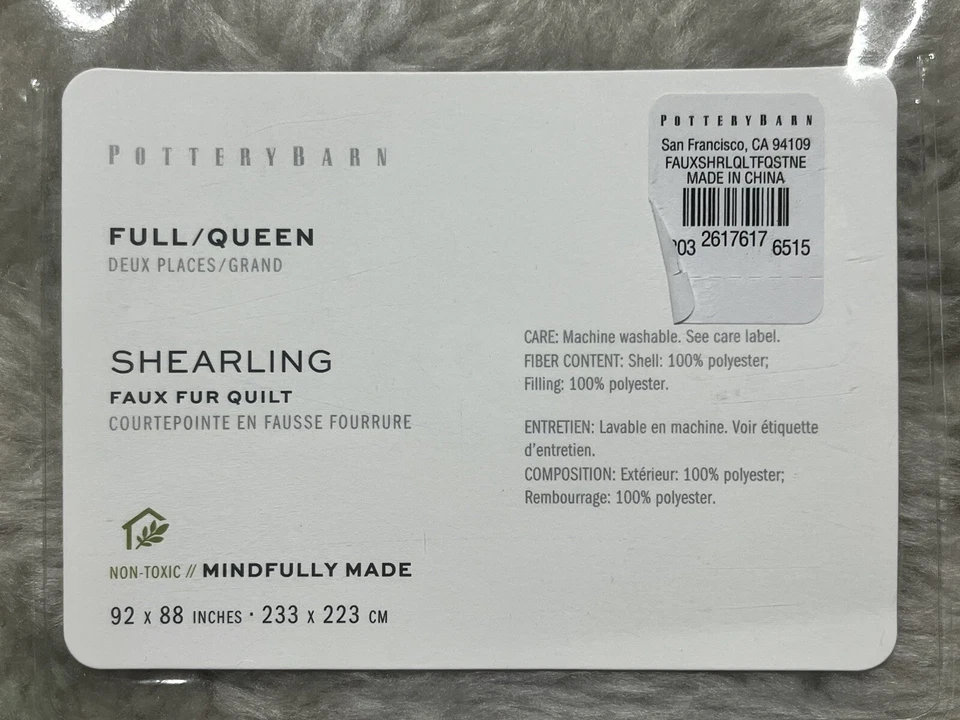 POTTERYBARN
FULL/QUEEN
DEUX PLACES/GRAND
SHEARLING
FAUX FUR QUILT
COURTEPOINTE EN FAUSSE FOURRURE
NON-TOXIC // MINDFULLY MADE
92 X 88 INCHES · 233 X 223 CM
POTTERYBARN
San Francisco, CA 94109
FAUXSHRLQLTFQSTNE
MADE IN CHINA
2617617 6515
CARE: Machine washable. See care label.
FIBER CONTENT: Shell: 100% polyester;
Filling: 100% polyester.
ENTRETIEN: Lavable en machine. Voir étiquette
d'entretien.
COMPOSITION: Extérieur: 100% polyester;
Rembourrage: 100% polyester.